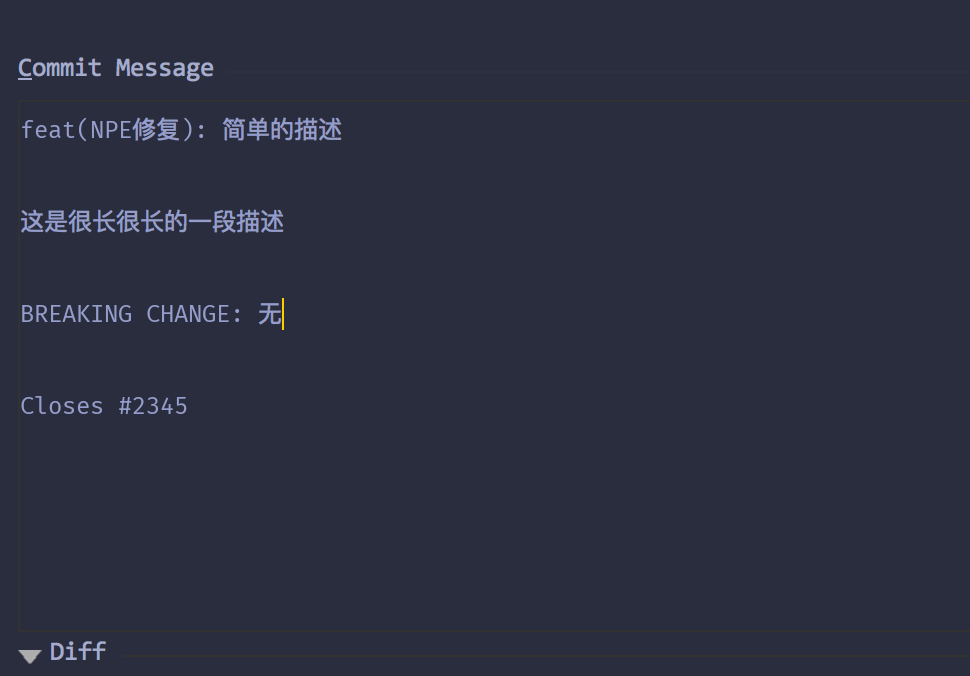 Commit Message
feat(NPE修复): 简单的描述
这是很长很长的一段描述
BREAKING CHANGE: 无
Closes #2345
Diff